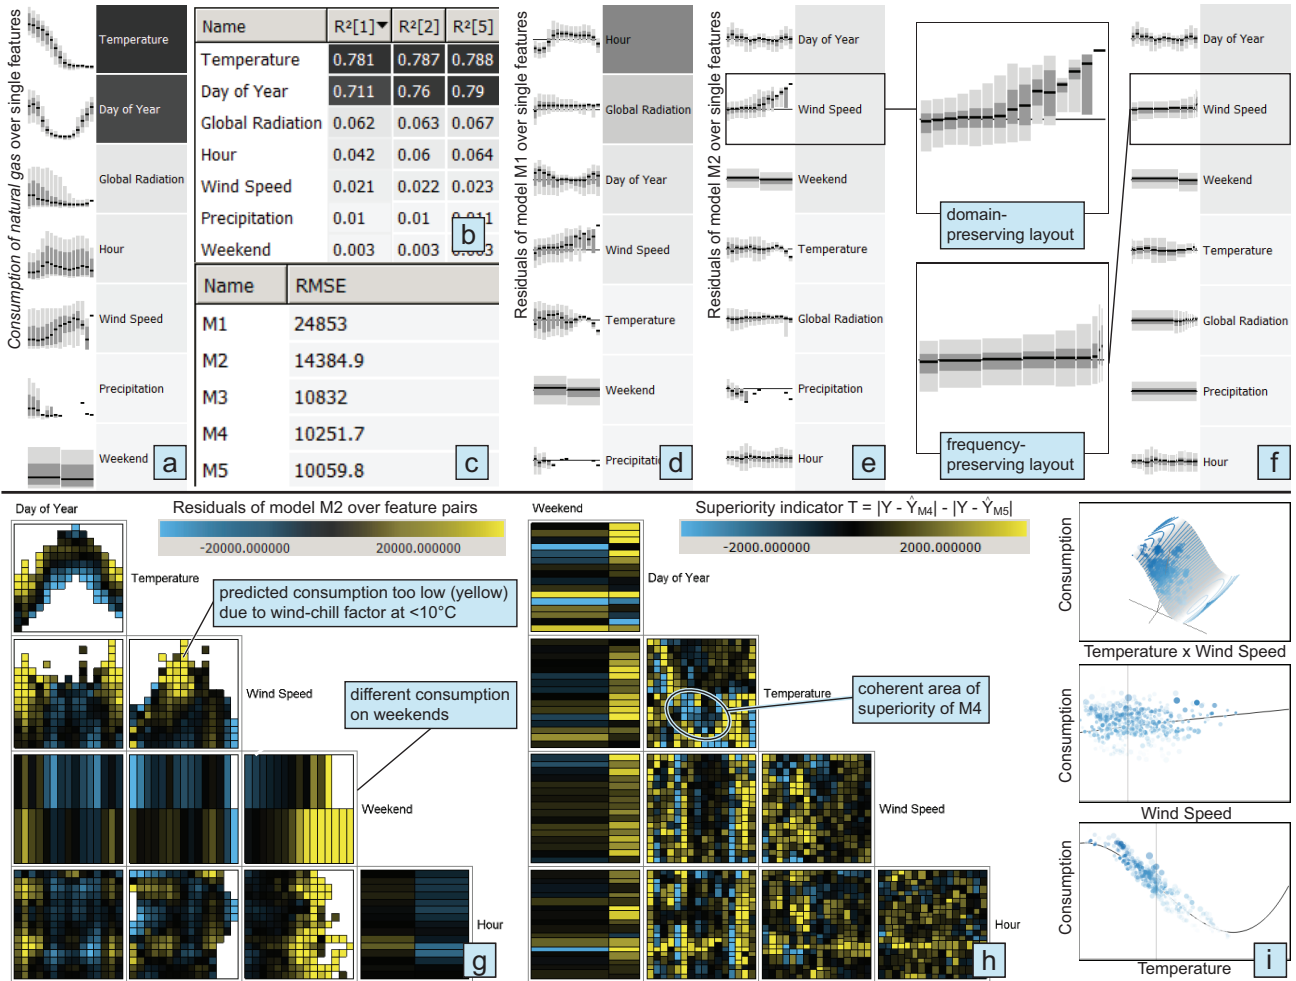 Consumption of natural gas over single features
Temperature
Day of Year
Global Radiation
Hour
Wind Speed
Precipitation
Weekend
a
Name R²[1] R²[2] R²[5]
Temperature 0.781 0.787 0.788
Day of Year 0.711 0.76 0.79
Global Radiation 0.062 0.063 0.067
Hour 0.042 0.06 0.064
Wind Speed 0.021 0.022 0.023
Precipitation 0.01 0.01
Weekend 0.003 0.003
b
Name RMSE
M1 24853
M2 14384.9
M3 10832
M4 10251.7
M5 10059.8
c
Residuals of model M1 over single features
Hour
Global Radiation
Day of Year
Wind Speed
Temperature
Weekend
Precipitati
d
Residuals of model M2 over single features
Day of Year
Wind Speed
Weekend
Temperature
Global Radiation
Precipitation
Hour
e
domain-
preserving layout
frequency-
preserving layout
Day of Year
Wind Speed
Weekend
Temperature
Global Radiation
Precipitation
Hour
f
Day of Year
Residuals of model M2 over feature pairs
-20000.000000 20000.000000
Temperature
predicted consumption too low (yellow)
due to wind-chill factor at <10°C
Wind Speed
different consumption
on weekends
Weekend
Hour
g
Weekend
Superiority indicator T = |Y - Ŷ_M4| - |Y - Ŷ_M5|
-2000.000000 2000.000000
Day of Year
Temperature
coherent area of
superiority of M4
Wind Speed
Hour
h
Consumption
Temperature x Wind Speed
Consumption
Wind Speed
Consumption
Temperature
i